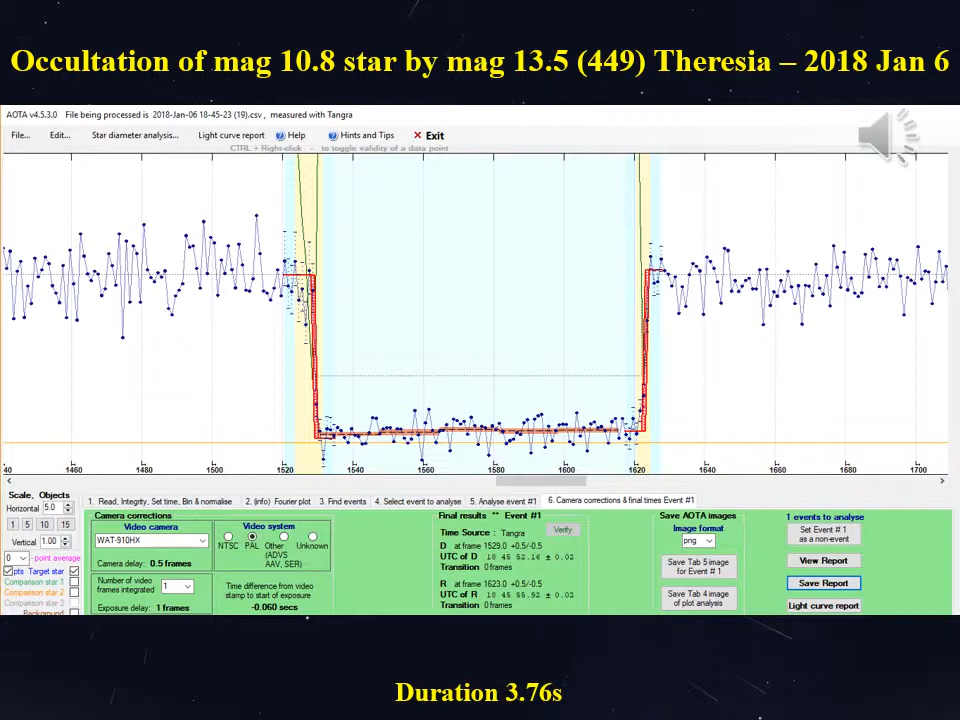 Occultation of mag 10.8 star by mag 13.5 (449) Theresia – 2018 Jan 6
AOTA v4.5.3.0 File being processed is 2018-Jan-06 18-45-23 (19).csv , measured with Tangra
File... Edit... Star diameter analysis... Light curve report Help Hints and Tips Exit
CTRL + Right-click - to toggle validity of a data point
40 1460 1480 1500 1520 1540 1560 1580 1600 1620 1640 1660 1680 1700
Scale, Objects
Horizontal 5.0
1 5 10 15
Vertical 1.00
0 - point average
pts Target star
Comparison star 1
Comparison star 2
Comparison star 3
Background
1. Read, Integrity, Set time, Bin & normalise 2. (info) Fourier plot 3. Find events 4. Select event to analyse 5. Analyse event #1 6. Camera corrections & final times Event #1
Camera corrections
Video camera
WAT-910HX
Camera delay: 0.5 frames
Number of video
frames integrated 1
Exposure delay: 1 frames
Video system
NTSC PAL Other Unknown
(ADVS
AAV, SER)
Time difference from video
stamp to start of exposure
-0.060 secs
Final results ** Event #1
Time Source : Tangra Verify
D at frame 1529.0 +0.5/-0.5
UTC of D 18 45 52.16 ± 0.02
Transition 0 frames
R at frame 1623.0 +0.5/-0.5
UTC of R 18 45 55.92 ± 0.02
Transition 0 frames
Save AOTA images
Image format
png
Save Tab 5 image
for Event # 1
Save Tab 4 image
of plot analysis
1 events to analyse
Set Event # 1
as a non-event
View Report
Save Report
Light curve report
Duration 3.76s